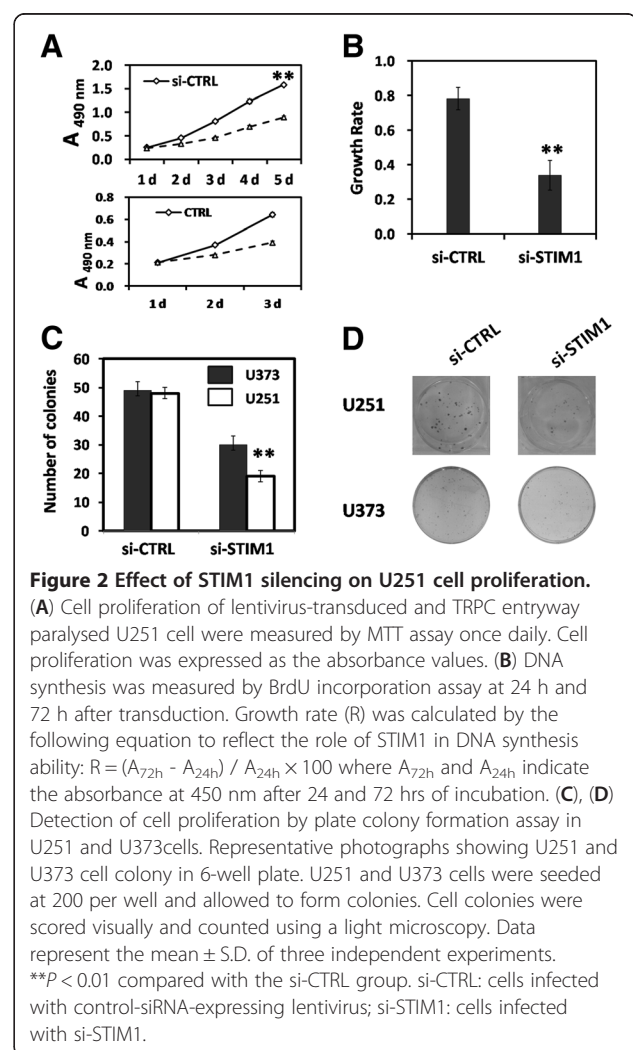 A
A 490 nm
2.0
1.5
1.0
0.5
0.0
si-CTRL
**
1 d 2 d 3 d 4 d 5 d
A 490 nm
0.8
0.6
0.4
0.2
0.0
CTRL
1 d 2 d 3 d
B
Growth Rate
1.0
0.8
0.6
0.4
0.2
0.0
**
si-CTRL si-STIM1
C
Number of colonies
60
50
40
30
20
10
0
U373
U251
**
si-CTRL si-STIM1
D
si-CTRL si-STIM1
U251
U373
Figure 2 Effect of STIM1 silencing on U251 cell proliferation.
(A) Cell proliferation of lentivirus-transduced and TRPC entryway
paralysed U251 cell were measured by MTT assay once daily. Cell
proliferation was expressed as the absorbance values. (B) DNA
synthesis was measured by BrdU incorporation assay at 24 h and
72 h after transduction. Growth rate (R) was calculated by the
following equation to reflect the role of STIM1 in DNA synthesis
ability: R = (A72h - A24h) / A24h × 100 where A72h and A24h indicate
the absorbance at 450 nm after 24 and 72 hrs of incubation. (C), (D)
Detection of cell proliferation by plate colony formation assay in
U251 and U373cells. Representative photographs showing U251 and
U373 cell colony in 6-well plate. U251 and U373 cells were seeded
at 200 per well and allowed to form colonies. Cell colonies were
scored visually and counted using a light microscopy. Data
represent the mean ± S.D. of three independent experiments.
**P < 0.01 compared with the si-CTRL group. si-CTRL: cells infected
with control-siRNA-expressing lentivirus; si-STIM1: cells infected
with si-STIM1.